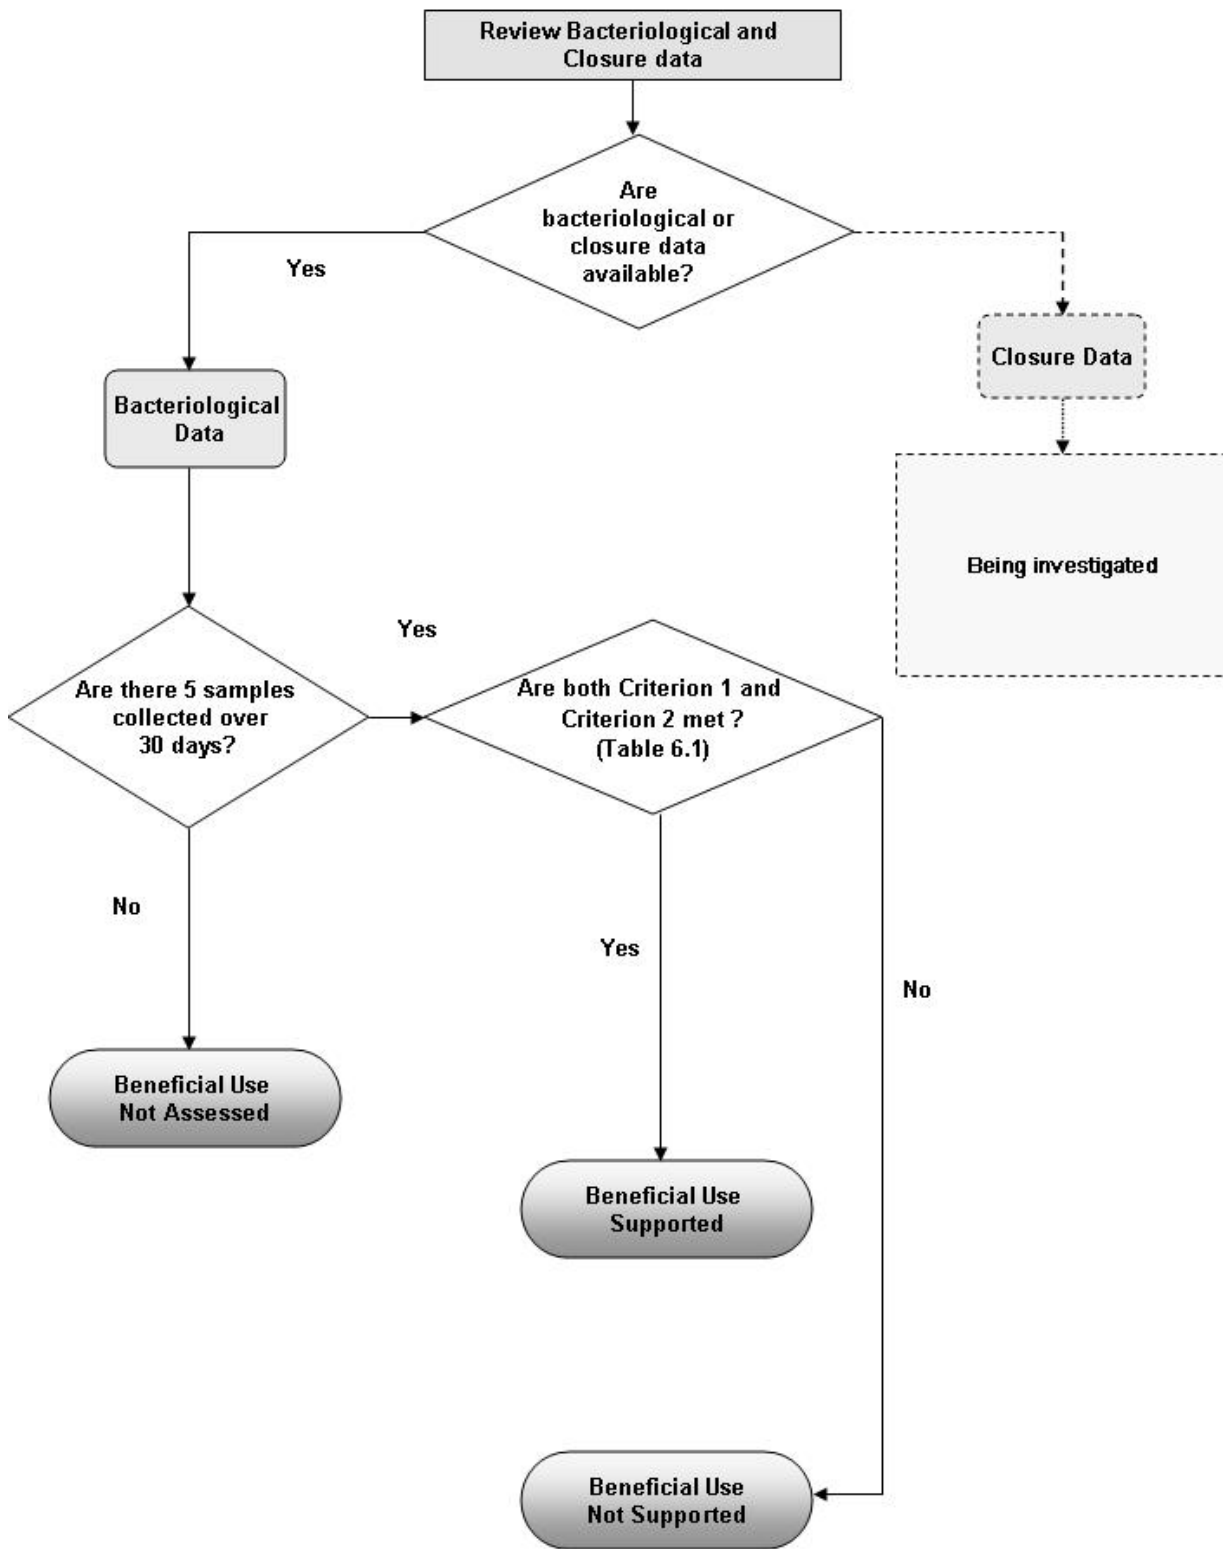 Review Bacteriological and
Closure data
Are
bacteriological or
closure data
available?
Yes
Closure Data
Bacteriological
Data
Being investigated
Yes
Are there 5 samples
collected over
30 days?
Are both Criterion 1 and
Criterion 2 met ?
(Table 6.1)
No
Yes
No
Beneficial Use
Not Assessed
Beneficial Use
Supported
Beneficial Use
Not Supported